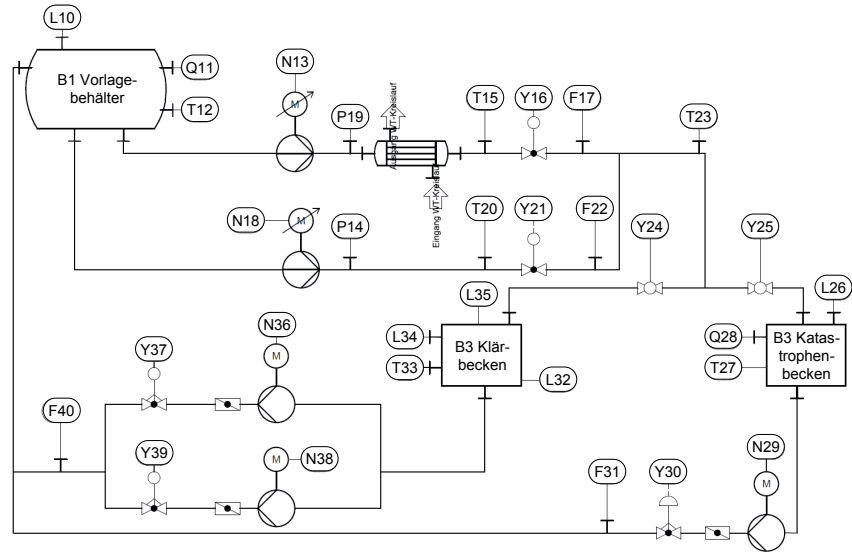 L10
B1 Vorlage-
behälter
Q11
T12
N13
M
P19
Ausgang WT-Kreislauf
Eingang WT-Kreislauf
T15
Y16
F17
T23
N18
M
P14
T20
Y21
F22
Y24
Y25
L35
L26
L34
T33
B3 Klär-
becken
L32
Q28
T27
B3 Katas-
trophen-
becken
N36
M
Y37
F40
Y39
M
N38
F31
Y30
N29
M